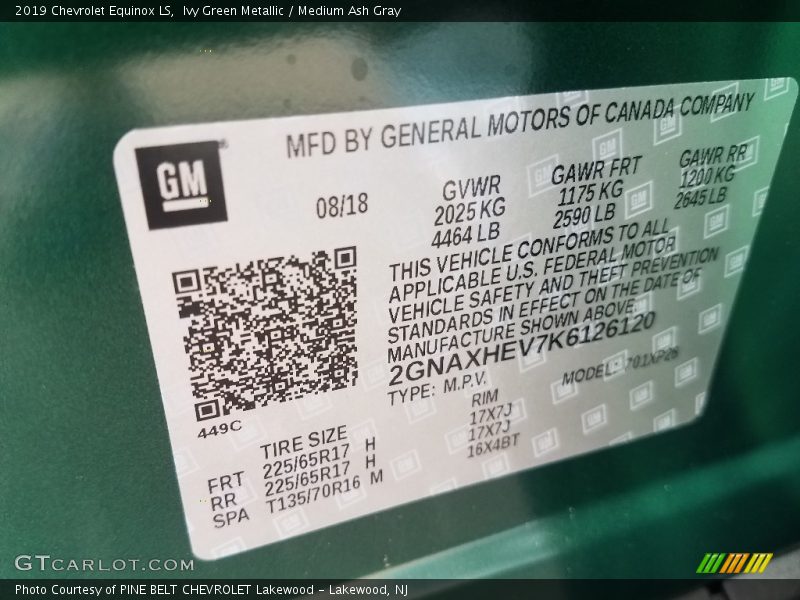 2019 Chevrolet Equinox LS,  Ivy Green Metallic / Medium Ash Gray
MFD BY GENERAL MOTORS OF CANADA COMPANY
GM
08/18
GVWR GAWR FRT GAWR RR
2025 KG 1175 KG 1200 KG
4464 LB 2590 LB 2645 LB
THIS VEHICLE CONFORMS TO ALL
APPLICABLE U.S. FEDERAL MOTOR
VEHICLE SAFETY AND THEFT PREVENTION
STANDARDS IN EFFECT ON THE DATE OF
MANUFACTURE SHOWN ABOVE.
2GNAXHEV7K6126120
TYPE: M.P.V. MODEL: 701XP26
449C
TIRE SIZE RIM
FRT 225/65R17 H 17X7J
RR 225/65R17 H 17X7J
SPA T135/70R16 M 16X4BT
GTCARLOT.COM
Photo Courtesy of PINE BELT CHEVROLET Lakewood - Lakewood, NJ